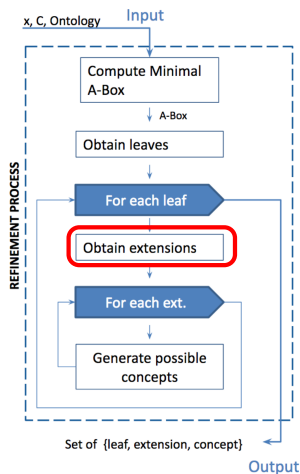 Input
x, C, Ontology
Compute Minimal
A-Box
A-Box
Obtain leaves
For each leaf
Obtain extensions
For each ext.
Generate possible
concepts
REFINEMENT PROCESS
Set of {leaf, extension, concept}
Output